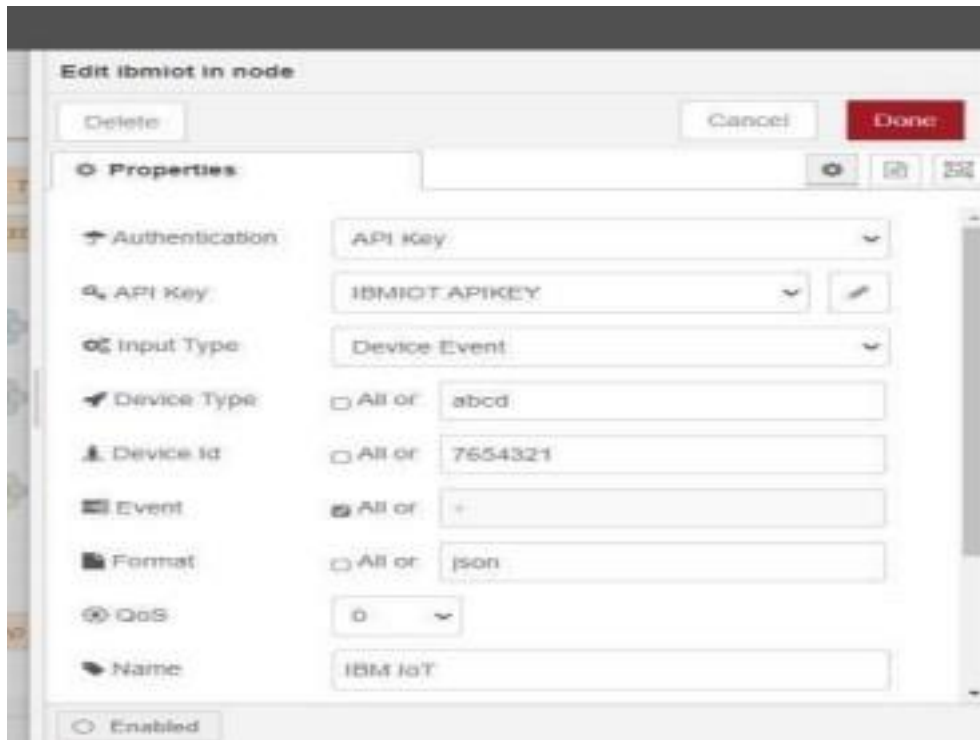 Edit ibmiot in node
Delete Cancel Done
Properties
Authentication API Key
API Key IBMIOT APIKEY
Input Type Device Event
Device Type All or abcd
Device Id All or 7654321
Event All or +
Format All or json
QoS 0
Name IBM IoT
Enabled